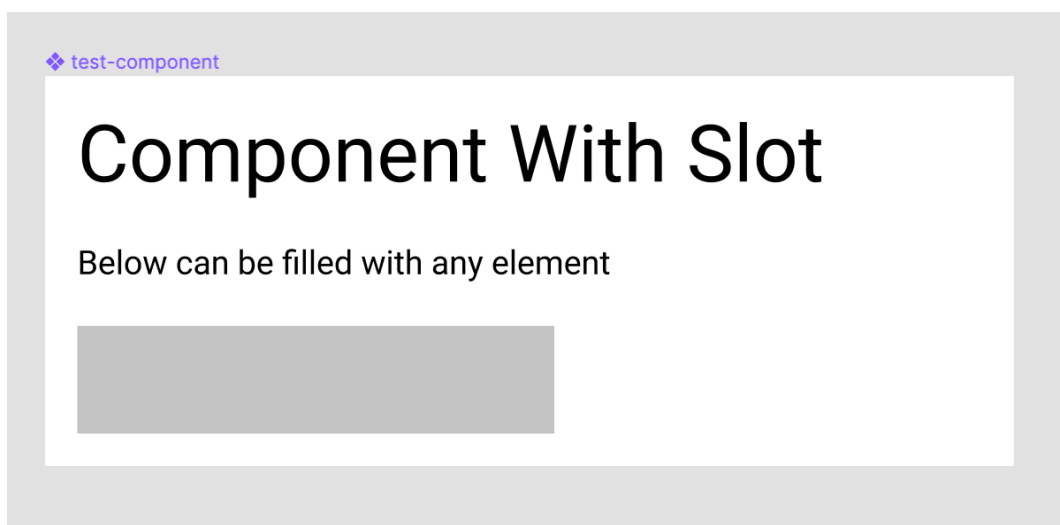 test-component
Component With Slot
Below can be filled with any element